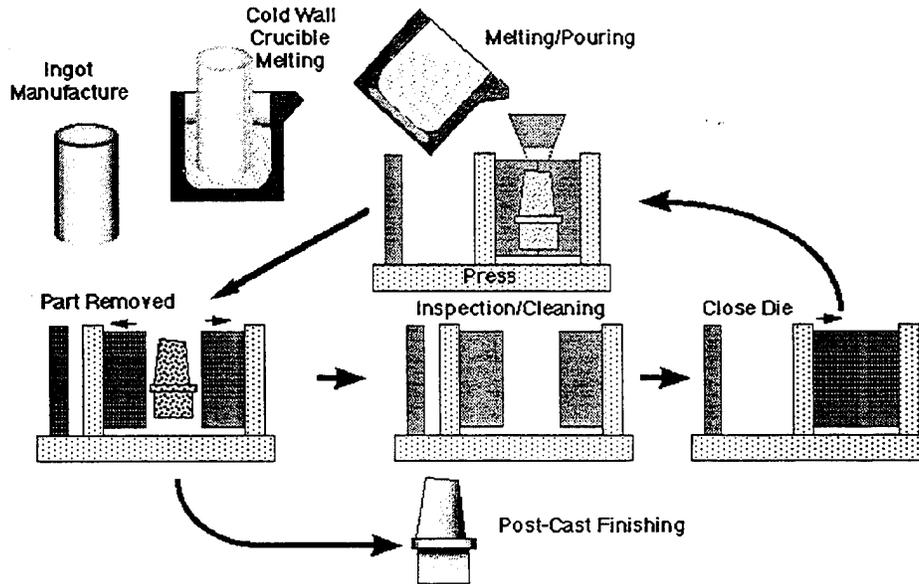 Cold Wall
Crucible
Melting
Ingot
Manufacture
Melting/Pouring
Press
Part Removed
Inspection/Cleaning
Close Die
Post-Cast Finishing